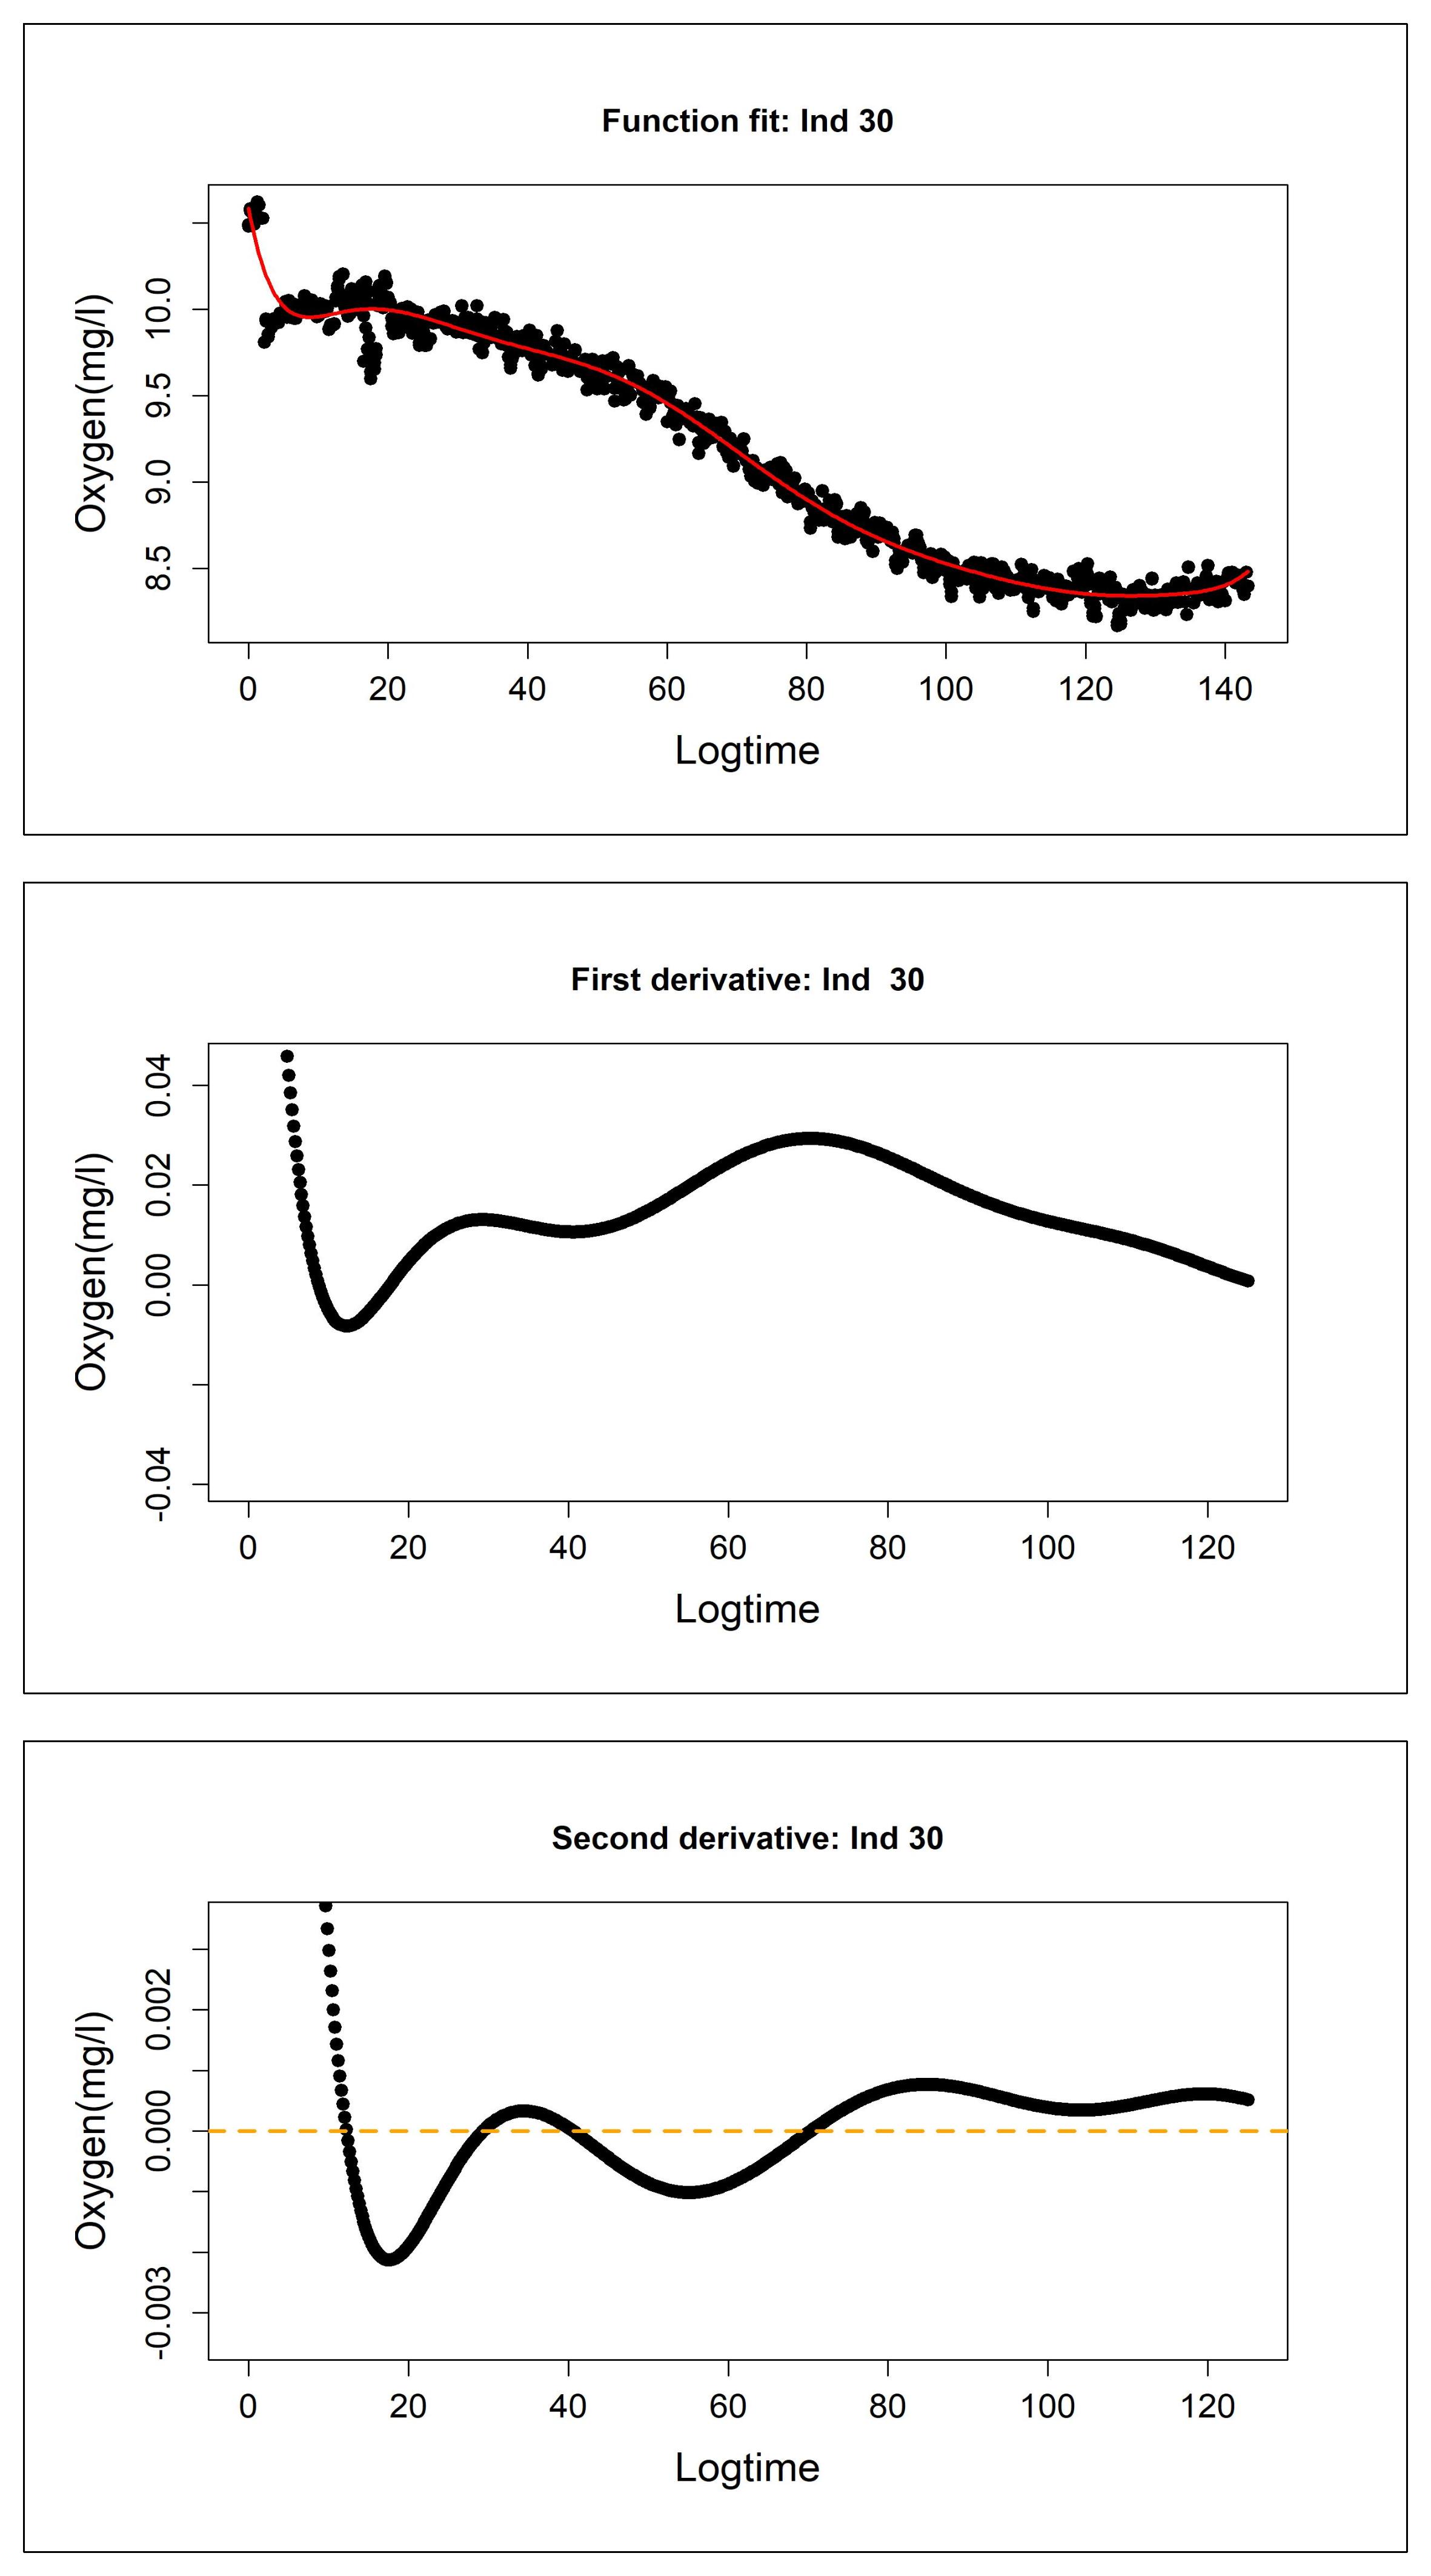 Function fit: Ind 30
Oxygen(mg/l)
10.0
9.5
9.0
8.5
0 20 40 60 80 100 120 140
Logtime
First derivative: Ind  30
Oxygen(mg/l)
0.04
0.02
0.00
-0.04
0 20 40 60 80 100 120
Logtime
Second derivative: Ind 30
Oxygen(mg/l)
0.002
0.000
-0.003
0 20 40 60 80 100 120
Logtime